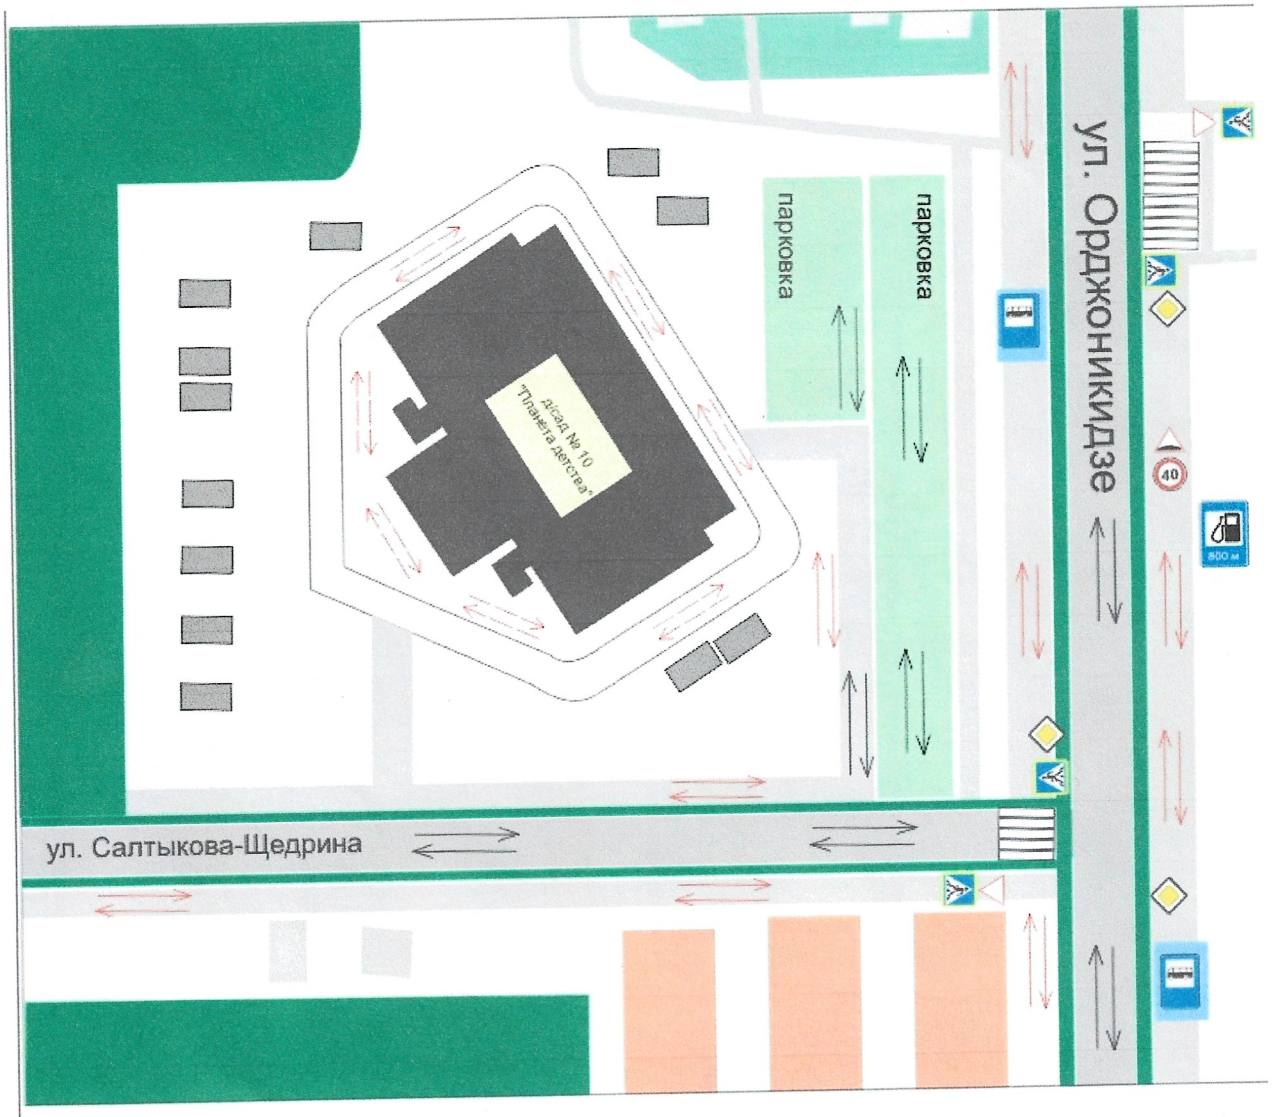 ул. Орджоникидзе
парковка
парковка
д/сад № 10
"Планета детства"
40
800 м
ул. Салтыкова-Щедрина